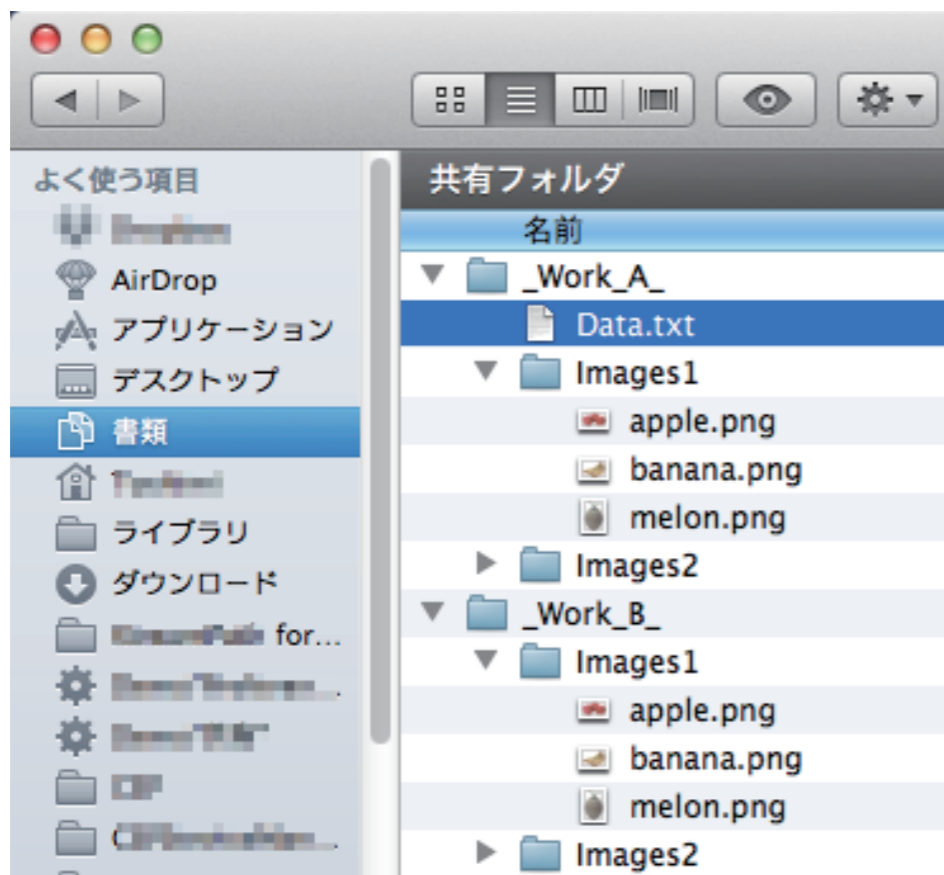 よく使う項目
AirDrop
アプリケーション
デスクトップ
書類
ライブラリ
ダウンロード
for...
共有フォルダ
名前
_Work_A_
Data.txt
Images1
apple.png
banana.png
melon.png
Images2
_Work_B_
Images1
apple.png
banana.png
melon.png
Images2